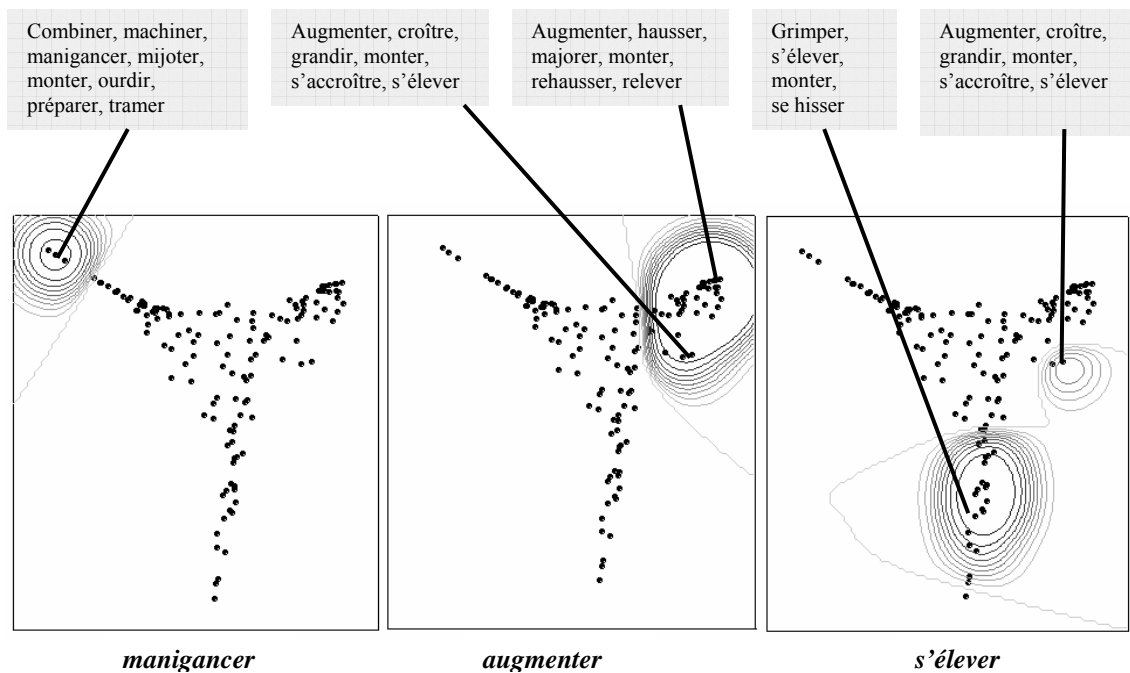 Combiner, machiner,
manigancer, mijoter,
monter, ourdir,
préparer, tramer
Augmenter, croître,
grandir, monter,
s’accroître, s’élever
Augmenter, hausser,
majorer, monter,
rehausser, relever
Grimper,
s’élever,
monter,
se hisser
Augmenter, croître,
grandir, monter,
s’accroître, s’élever
manigancer
augmenter
s’élever